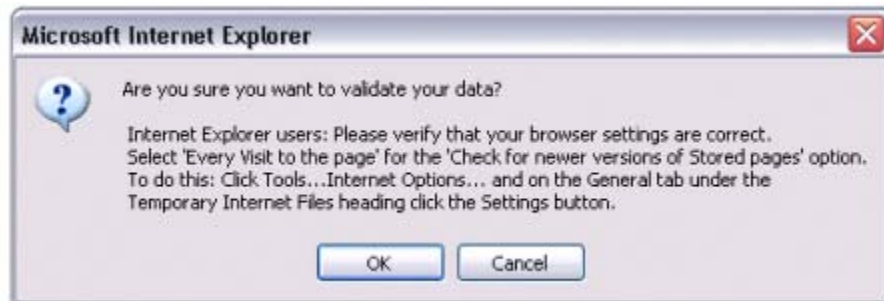 Microsoft Internet Explorer
Are you sure you want to validate your data?
Internet Explorer users: Please verify that your browser settings are correct.
Select 'Every Visit to the page' for the 'Check for newer versions of Stored pages' option.
To do this: Click Tools...Internet Options... and on the General tab under the
Temporary Internet Files heading click the Settings button.
OK Cancel